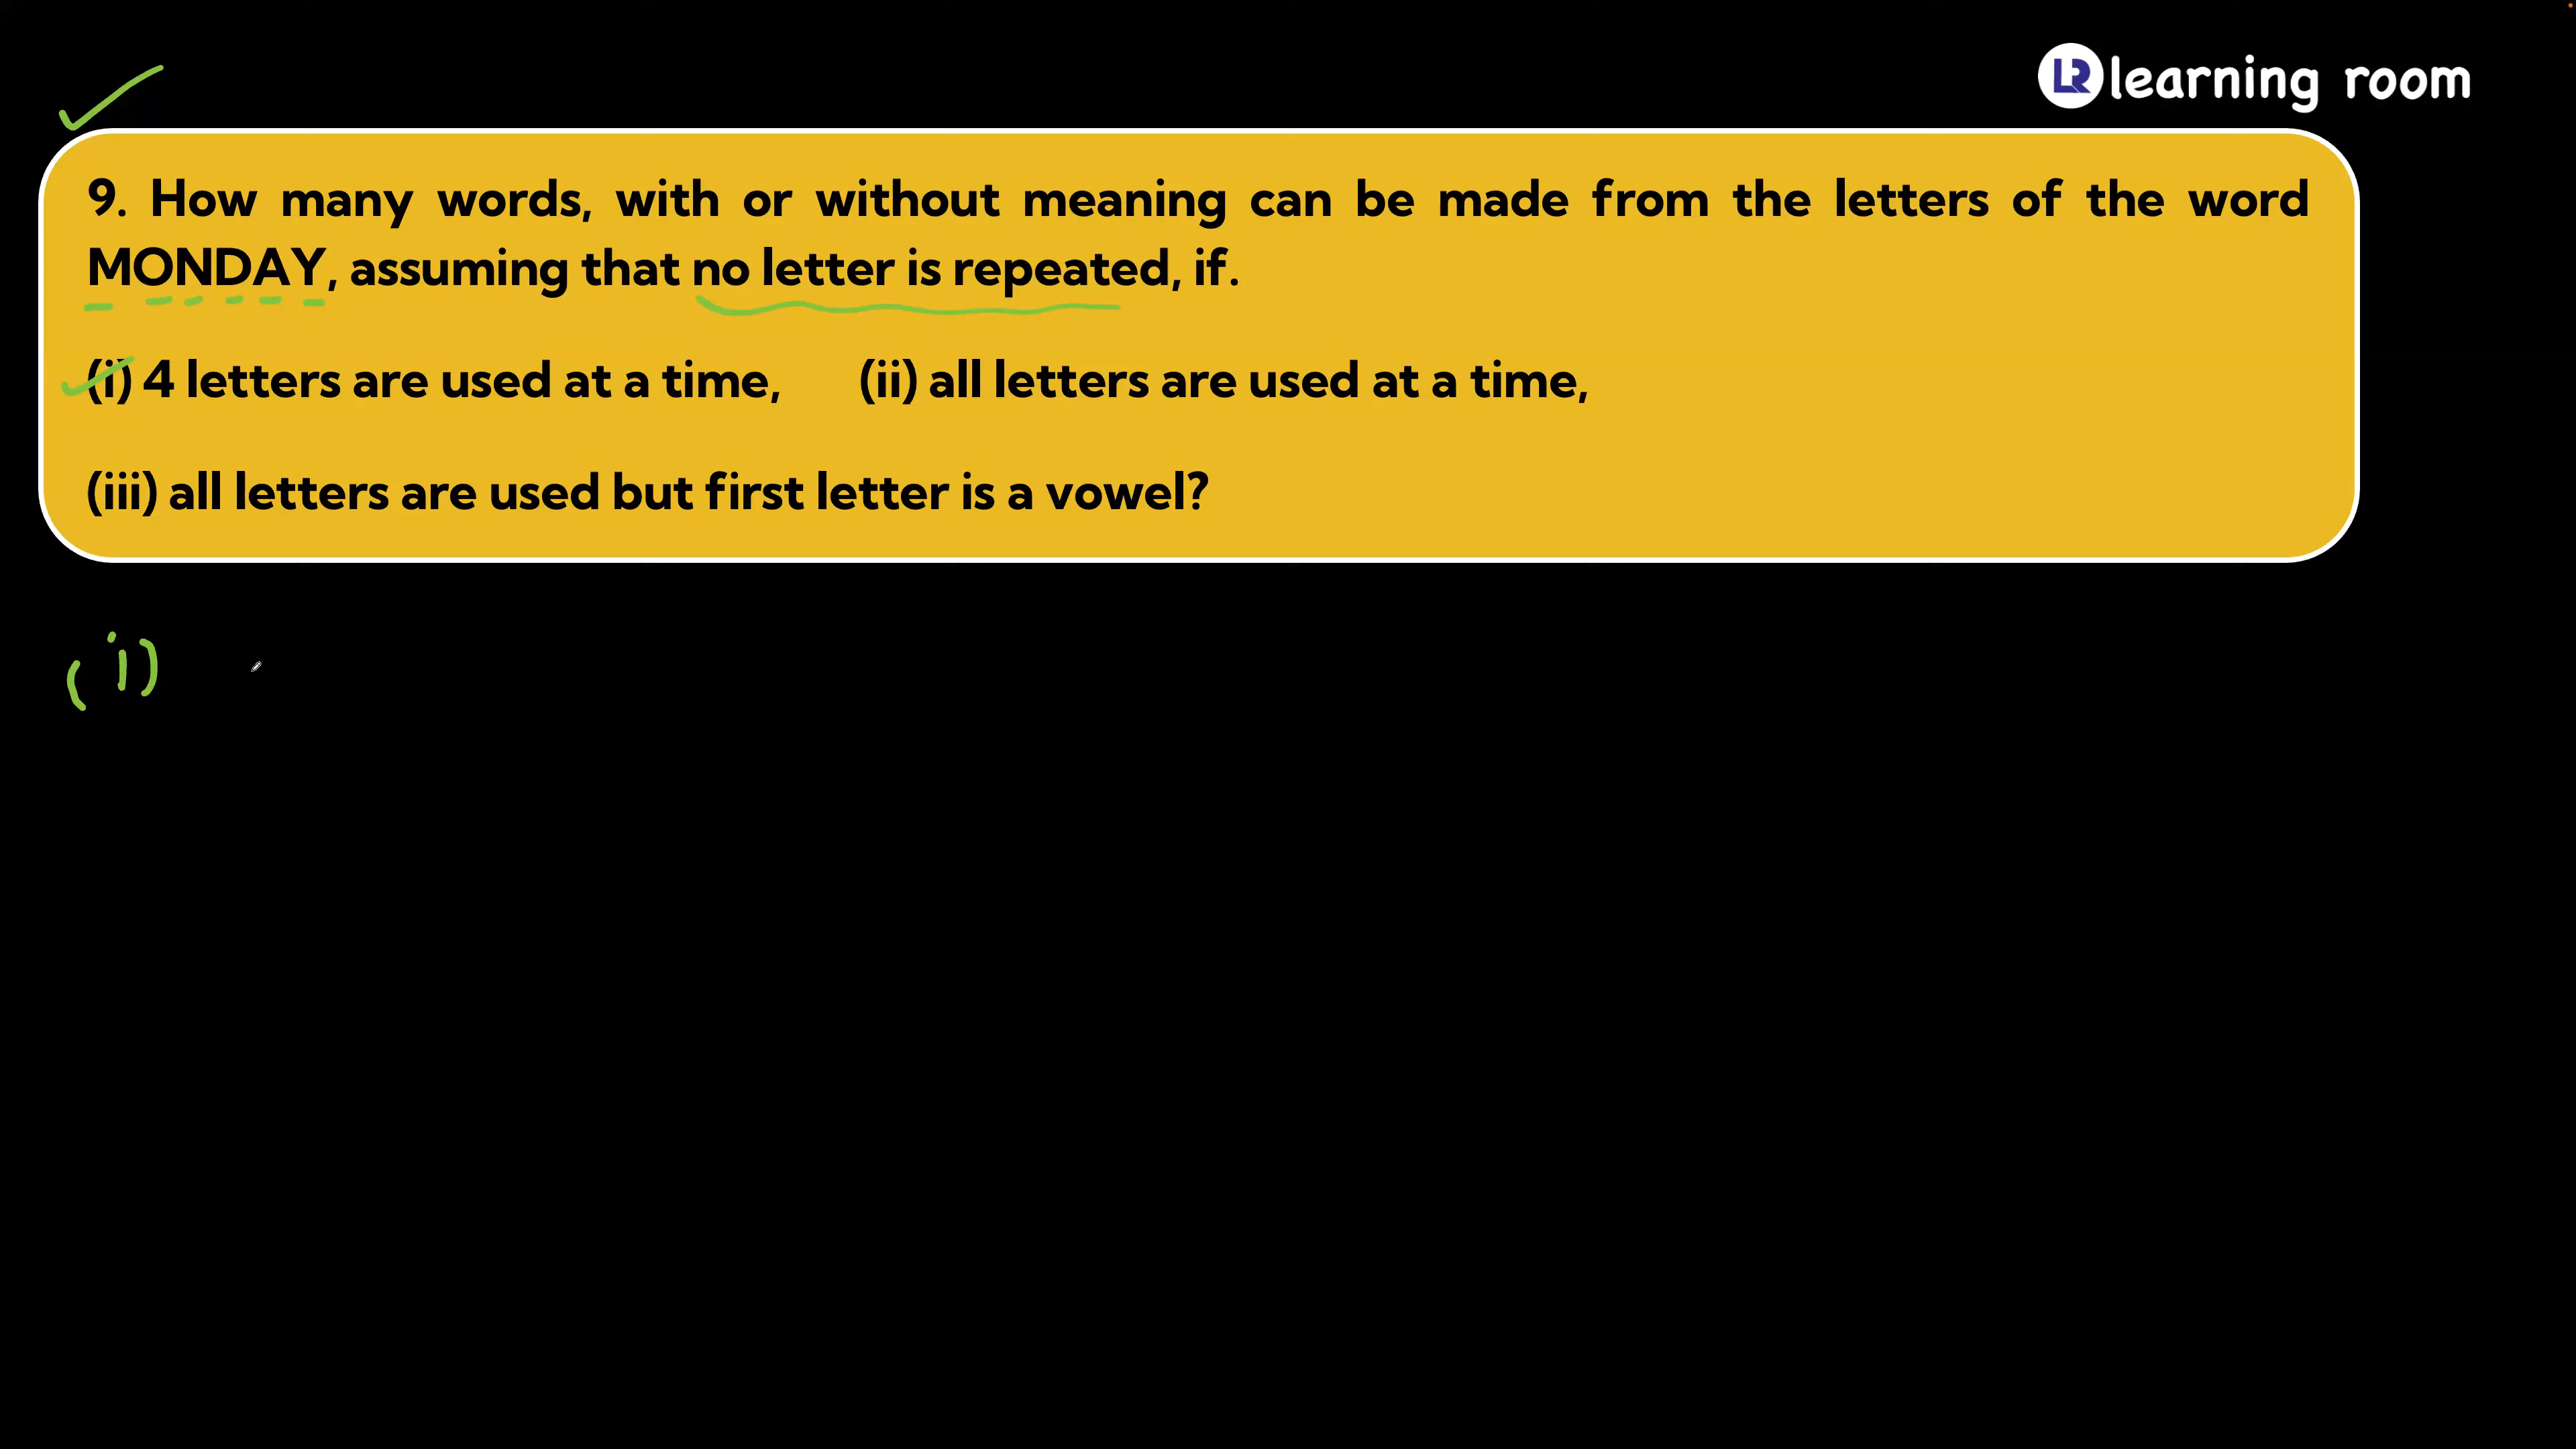 LR learning room
9. How many words, with or without meaning can be made from the letters of the word
MONDAY, assuming that no letter is repeated, if.
(i) 4 letters are used at a time, (ii) all letters are used at a time,
(iii) all letters are used but first letter is a vowel?
(i)